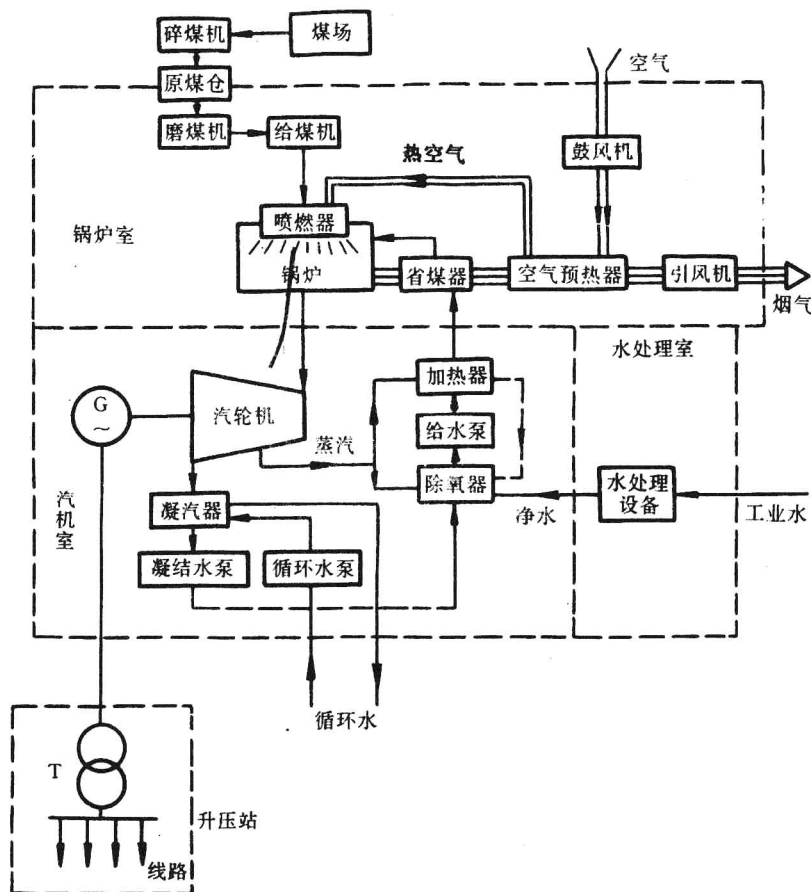 碎煤机
煤场
原煤仓
磨煤机
给煤机
空气
鼓风机
热空气
锅炉室
喷燃器
锅炉
省煤器
空气预热器
引风机
烟气
水处理室
加热器
G
~
汽轮机
给水泵
蒸汽
除氧器
水处理
设备
净水
工业水
汽机室
凝汽器
凝结水泵
循环水泵
循环水
T
升压站
线路